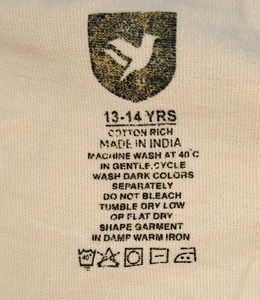 13-14 YRS
COTTON RICH
MADE IN INDIA
MACHINE WASH AT 40°C
IN GENTLE.CYCLE
WASH DARK COLORS
SEPARATELY
DO NOT BLEACH
TUMBLE DRY LOW
OR FLAT DRY
SHAPE GARMENT
IN DAMP WARM IRON
40°